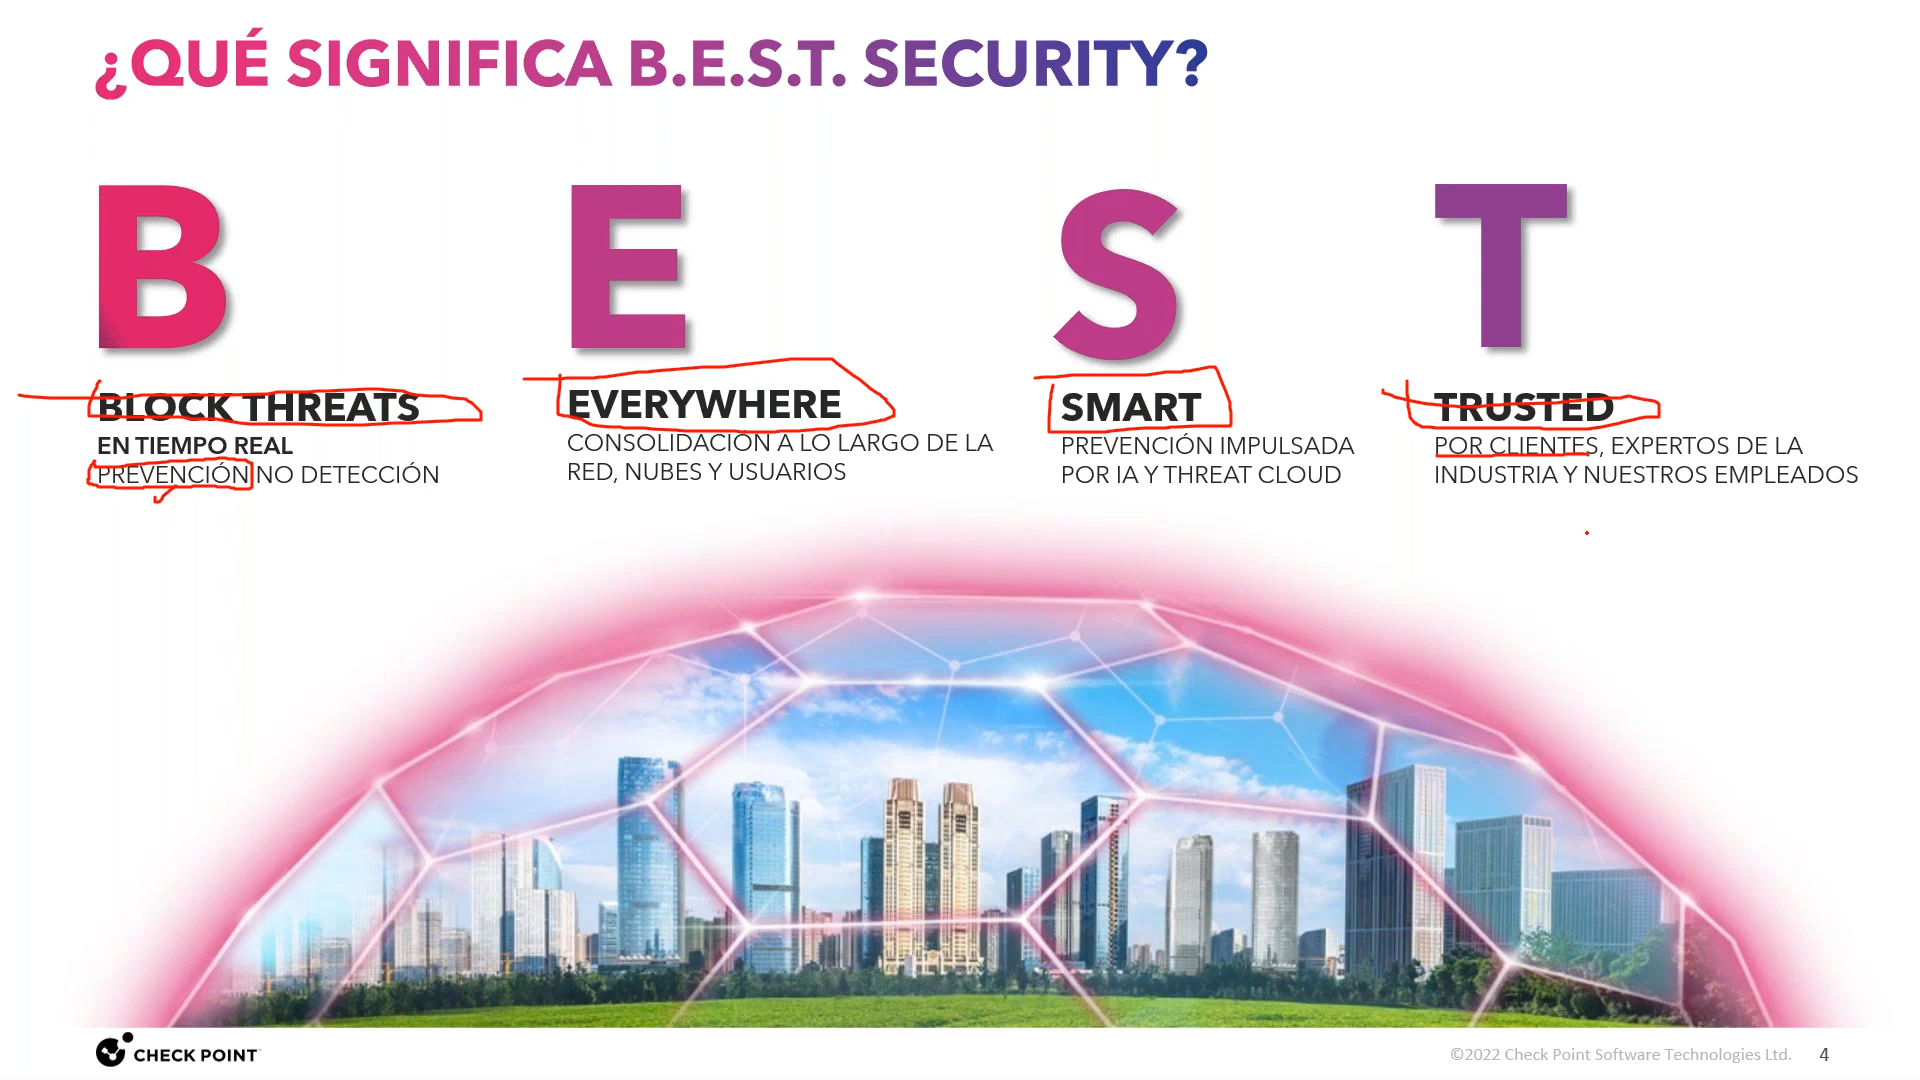 ¿QUÉ SIGNIFICA B.E.S.T. SECURITY?
B
BLOCK THREATS
EN TIEMPO REAL
PREVENCIÓN NO DETECCIÓN
E
EVERYWHERE
CONSOLIDACIÓN A LO LARGO DE LA
RED, NUBES Y USUARIOS
S
SMART
PREVENCIÓN IMPULSADA
POR IA Y THREAT CLOUD
T
TRUSTED
POR CLIENTES, EXPERTOS DE LA
INDUSTRIA Y NUESTROS EMPLEADOS
CHECK POINT
©2022 Check Point Software Technologies Ltd. 4